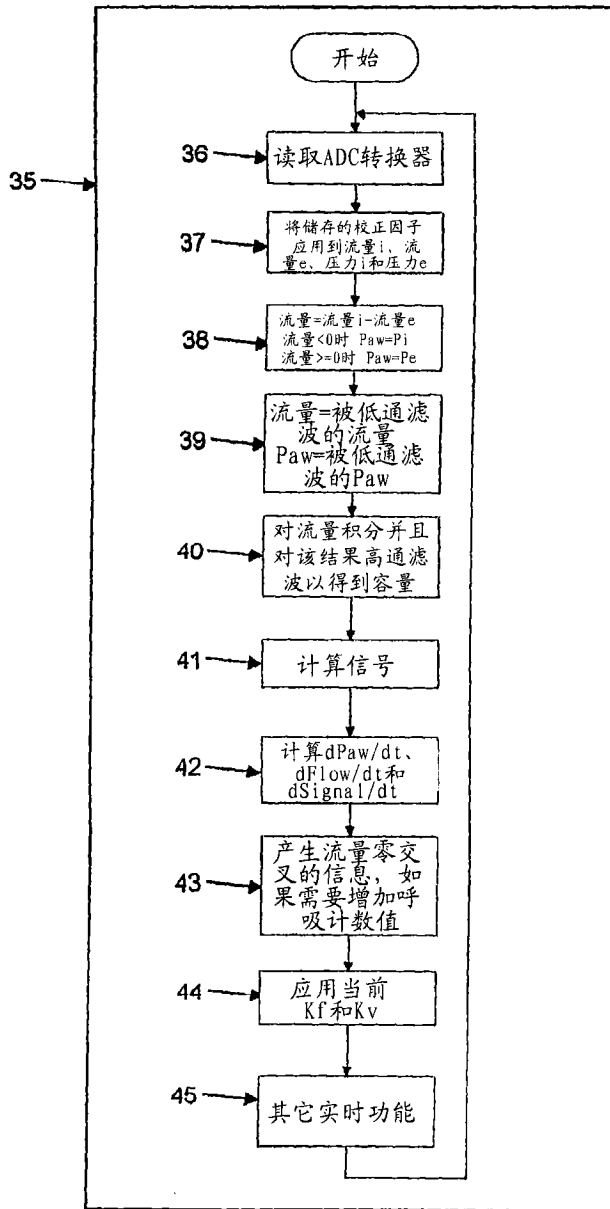 开始
35
36
读取ADC转换器
37
将储存的校正因子
应用到流量i、流
量e、压力i和压力e
38
流量=流量i-流量e
流量<0时 Paw=Pi
流量>=0时 Paw=Pe
39
流量=被低通滤
波的流量
Paw=被低通滤
波的Paw
40
对流量积分并且
对该结果高通滤
波以得到容量
41
计算信号
42
计算dPaw/dt、
dFlow/dt和
dSignal/dt
43
产生流量零交
叉的信息，如
果需要增加呼
吸计数值
44
应用当前
Kf和Kv
45
其它实时功能